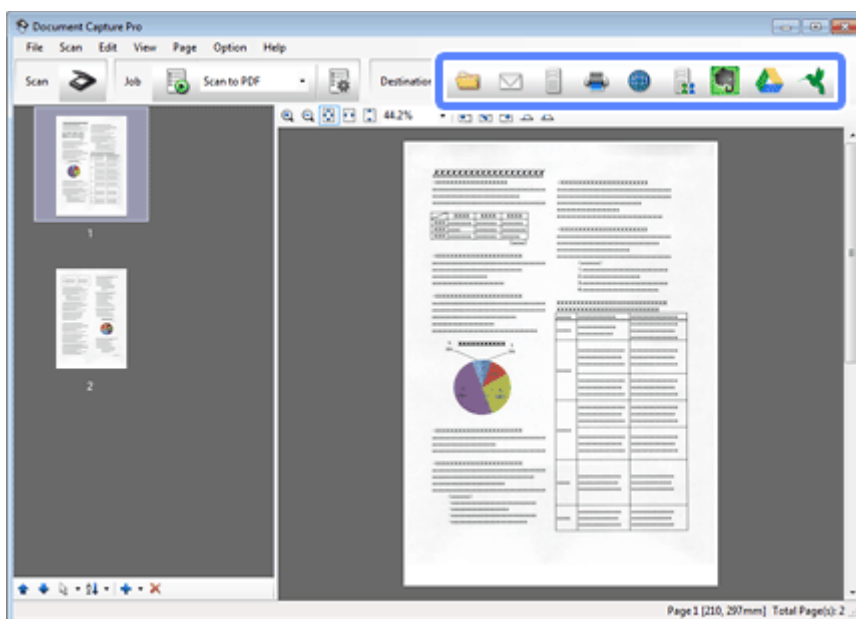 Document Capture Pro
File Scan Edit View Page Option Help
Scan Job Scan to PDF Destination
44.2%
1
2
Page 1 [210, 297mm] Total Page(s): 2